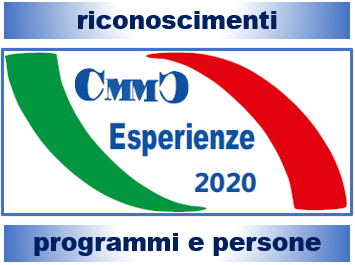 riconoscimenti
CMMC
Esperienze
2020
programmi e persone